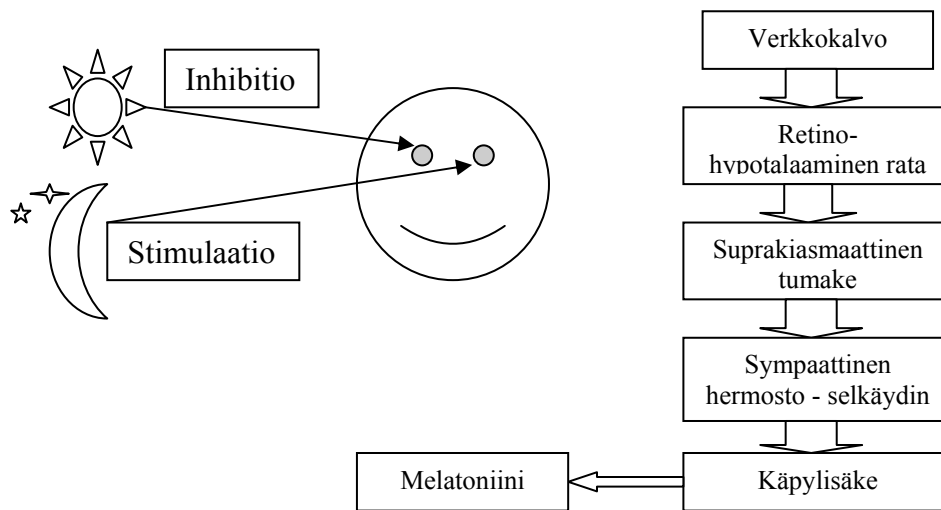 Inhibitio
Stimulaatio
Verkkokalvo
Retino-
hypotalaaminen rata
Suprakiasmaattinen
tumake
Sympaattinen
hermosto - selkäydin
Käpylisäke
Melatoniini